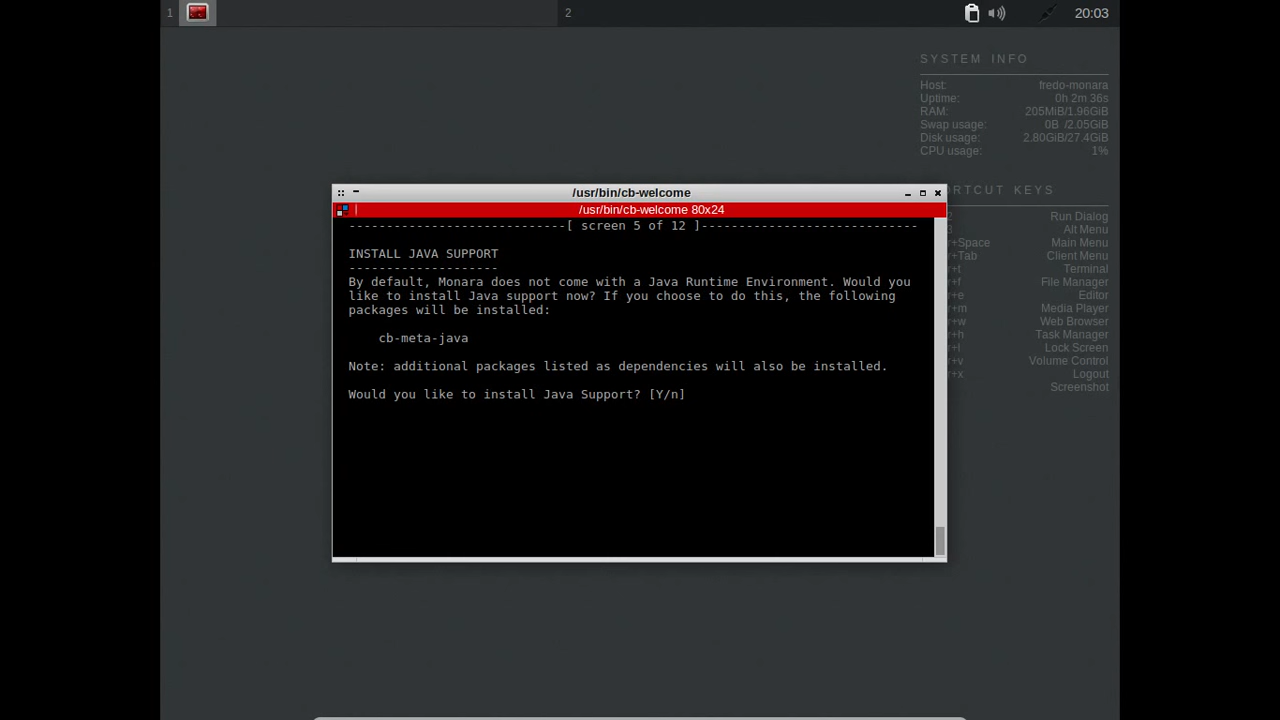 1
2
20:03
SYSTEM INFO
Host: fredo-monara
Uptime: 0h 2m 36s
RAM: 205MiB/1.96GiB
Swap usage: 0B /2.05GiB
Disk usage: 2.80GiB/27.4GiB
CPU usage: 1%
RTCUT KEYS
2 Run Dialog
3 Alt Menu
r+Space Main Menu
r+Tab Client Menu
r+t Terminal
r+f File Manager
r+e Editor
r+m Media Player
r+w Web Browser
r+h Task Manager
r+l Lock Screen
r+v Volume Control
r+x Logout
Screenshot
/usr/bin/cb-welcome
/usr/bin/cb-welcome 80x24
-----------------------------[ screen 5 of 12 ]-----------------------------
INSTALL JAVA SUPPORT
--------------------
By default, Monara does not come with a Java Runtime Environment. Would you
like to install Java support now? If you choose to do this, the following
packages will be installed:
cb-meta-java
Note: additional packages listed as dependencies will also be installed.
Would you like to install Java Support? [Y/n]